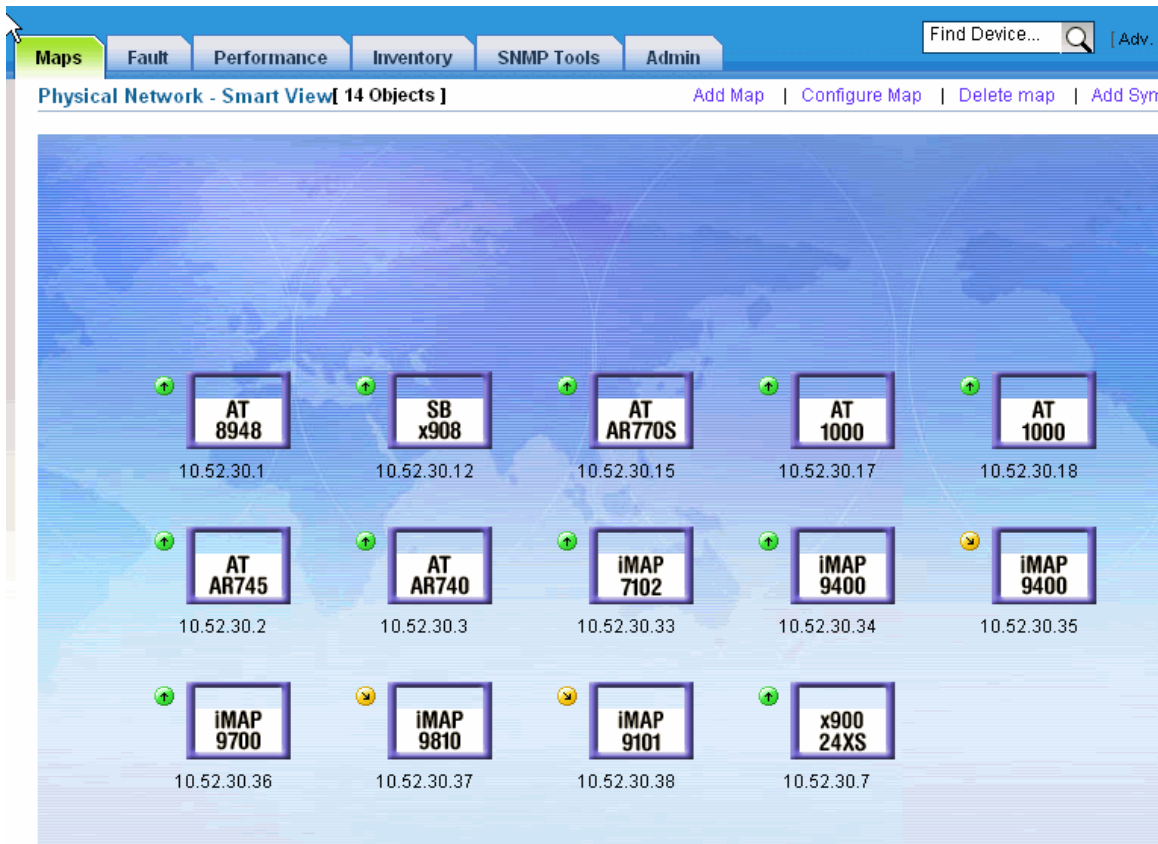 Find Device... [ Adv.
Maps Fault Performance Inventory SNMP Tools Admin
Physical Network - Smart View[ 14 Objects ] Add Map | Configure Map | Delete map | Add Sym
AT
8948
10.52.30.1
SB
x908
10.52.30.12
AT
AR770S
10.52.30.15
AT
1000
10.52.30.17
AT
1000
10.52.30.18
AT
AR745
10.52.30.2
AT
AR740
10.52.30.3
iMAP
7102
10.52.30.33
iMAP
9400
10.52.30.34
iMAP
9400
10.52.30.35
iMAP
9700
10.52.30.36
iMAP
9810
10.52.30.37
iMAP
9101
10.52.30.38
x900
24XS
10.52.30.7